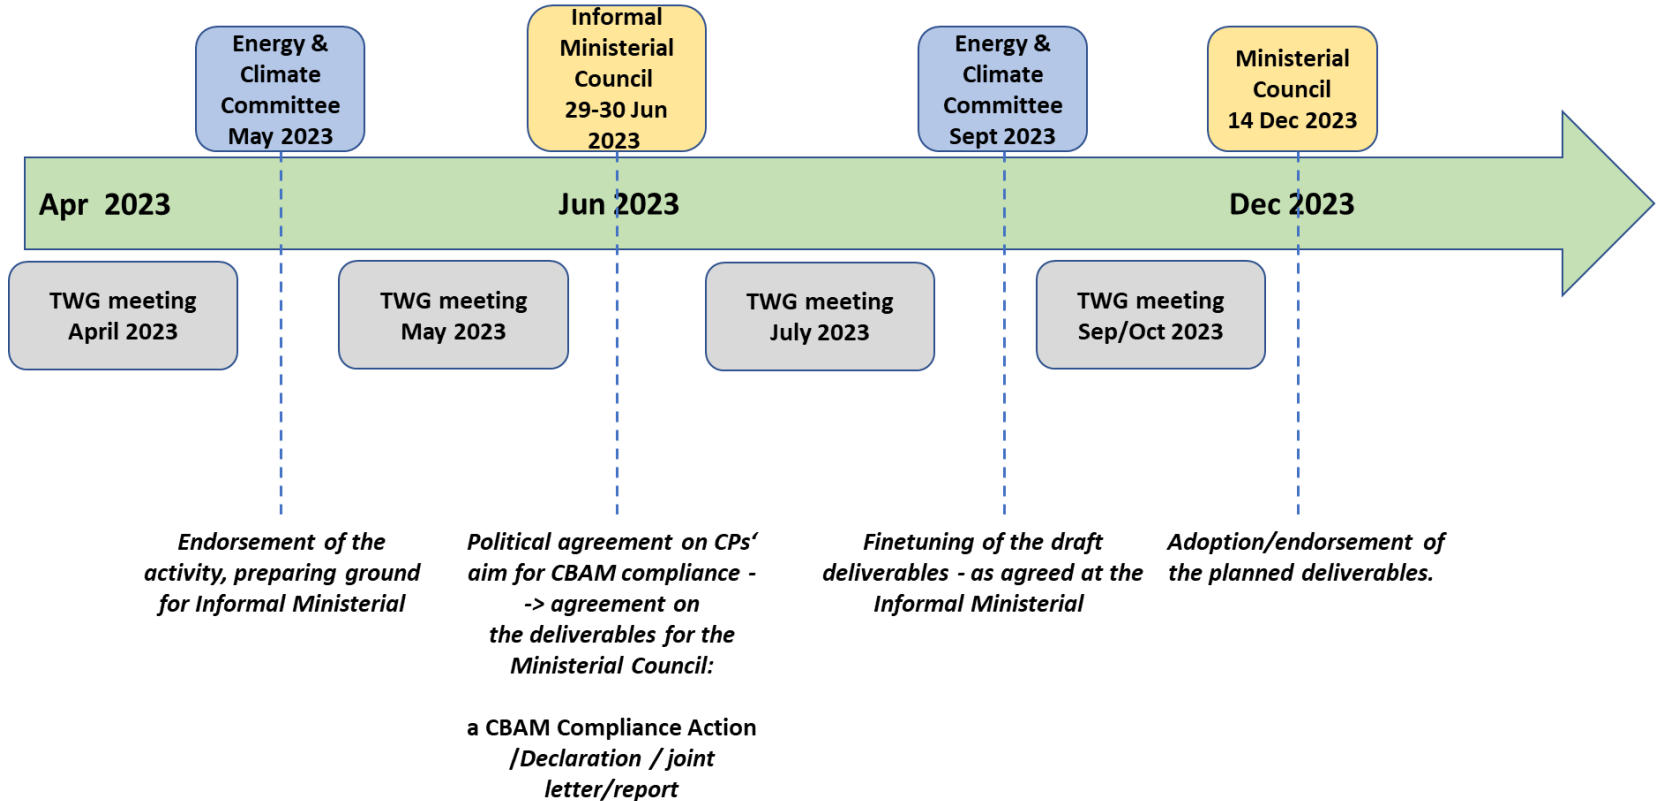 Energy &
Climate
Committee
May 2023
Informal
Ministerial
Council
29-30 Jun
2023
Energy &
Climate
Committee
Sept 2023
Ministerial
Council
14 Dec 2023
Apr  2023
Jun 2023
Dec 2023
TWG meeting
April 2023
TWG meeting
May 2023
TWG meeting
July 2023
TWG meeting
Sep/Oct 2023
Endorsement of the
activity, preparing ground
for Informal Ministerial
Political agreement on CPs‘
aim for CBAM compliance -
-> agreement on
the deliverables for the
Ministerial Council:
a CBAM Compliance Action
/Declaration / joint
letter/report
Finetuning of the draft
deliverables - as agreed at the
Informal Ministerial
Adoption/endorsement of
the planned deliverables.